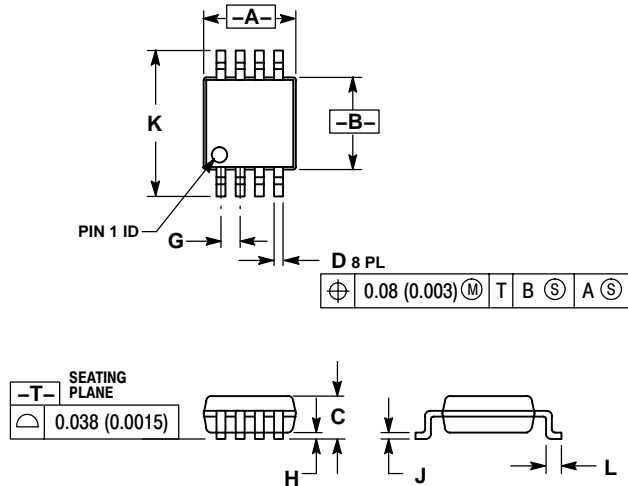 –A–
K
–B–
PIN 1 ID
G
D 8 PL
⌖ 0.08 (0.003) Ⓜ T B Ⓢ A Ⓢ
–T– SEATING
PLANE
⌓ 0.038 (0.0015)
C
H
J
L